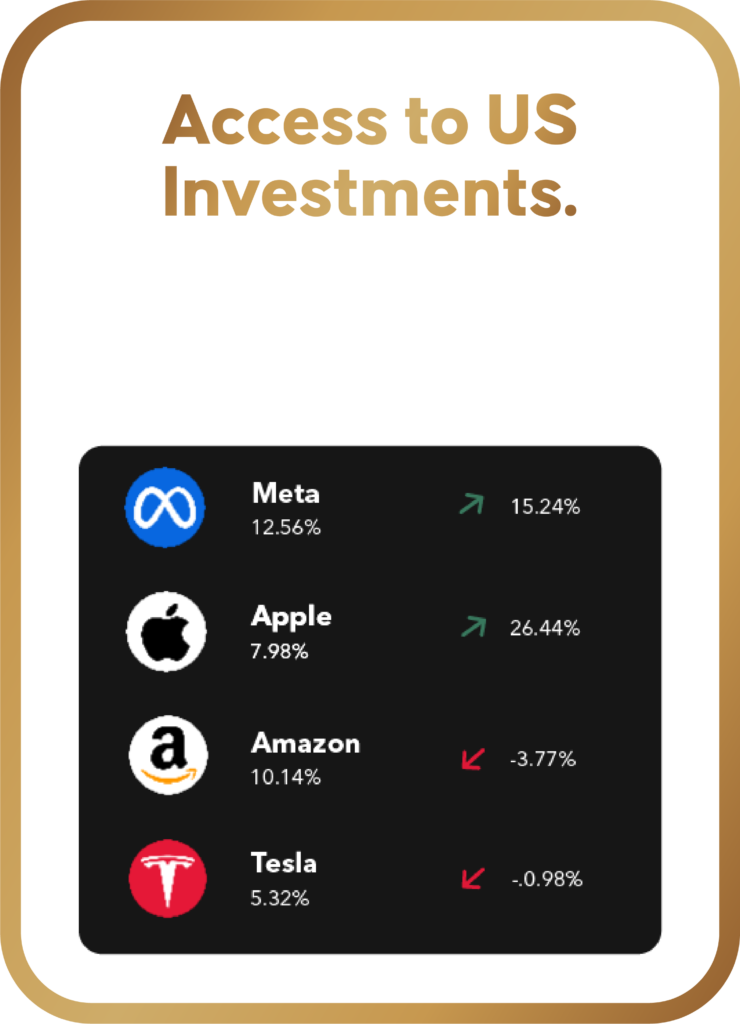 Access to US
Investments.
Meta
12.56%
15.24%
Apple
7.98%
26.44%
Amazon
10.14%
-3.77%
Tesla
5.32%
-.0.98%